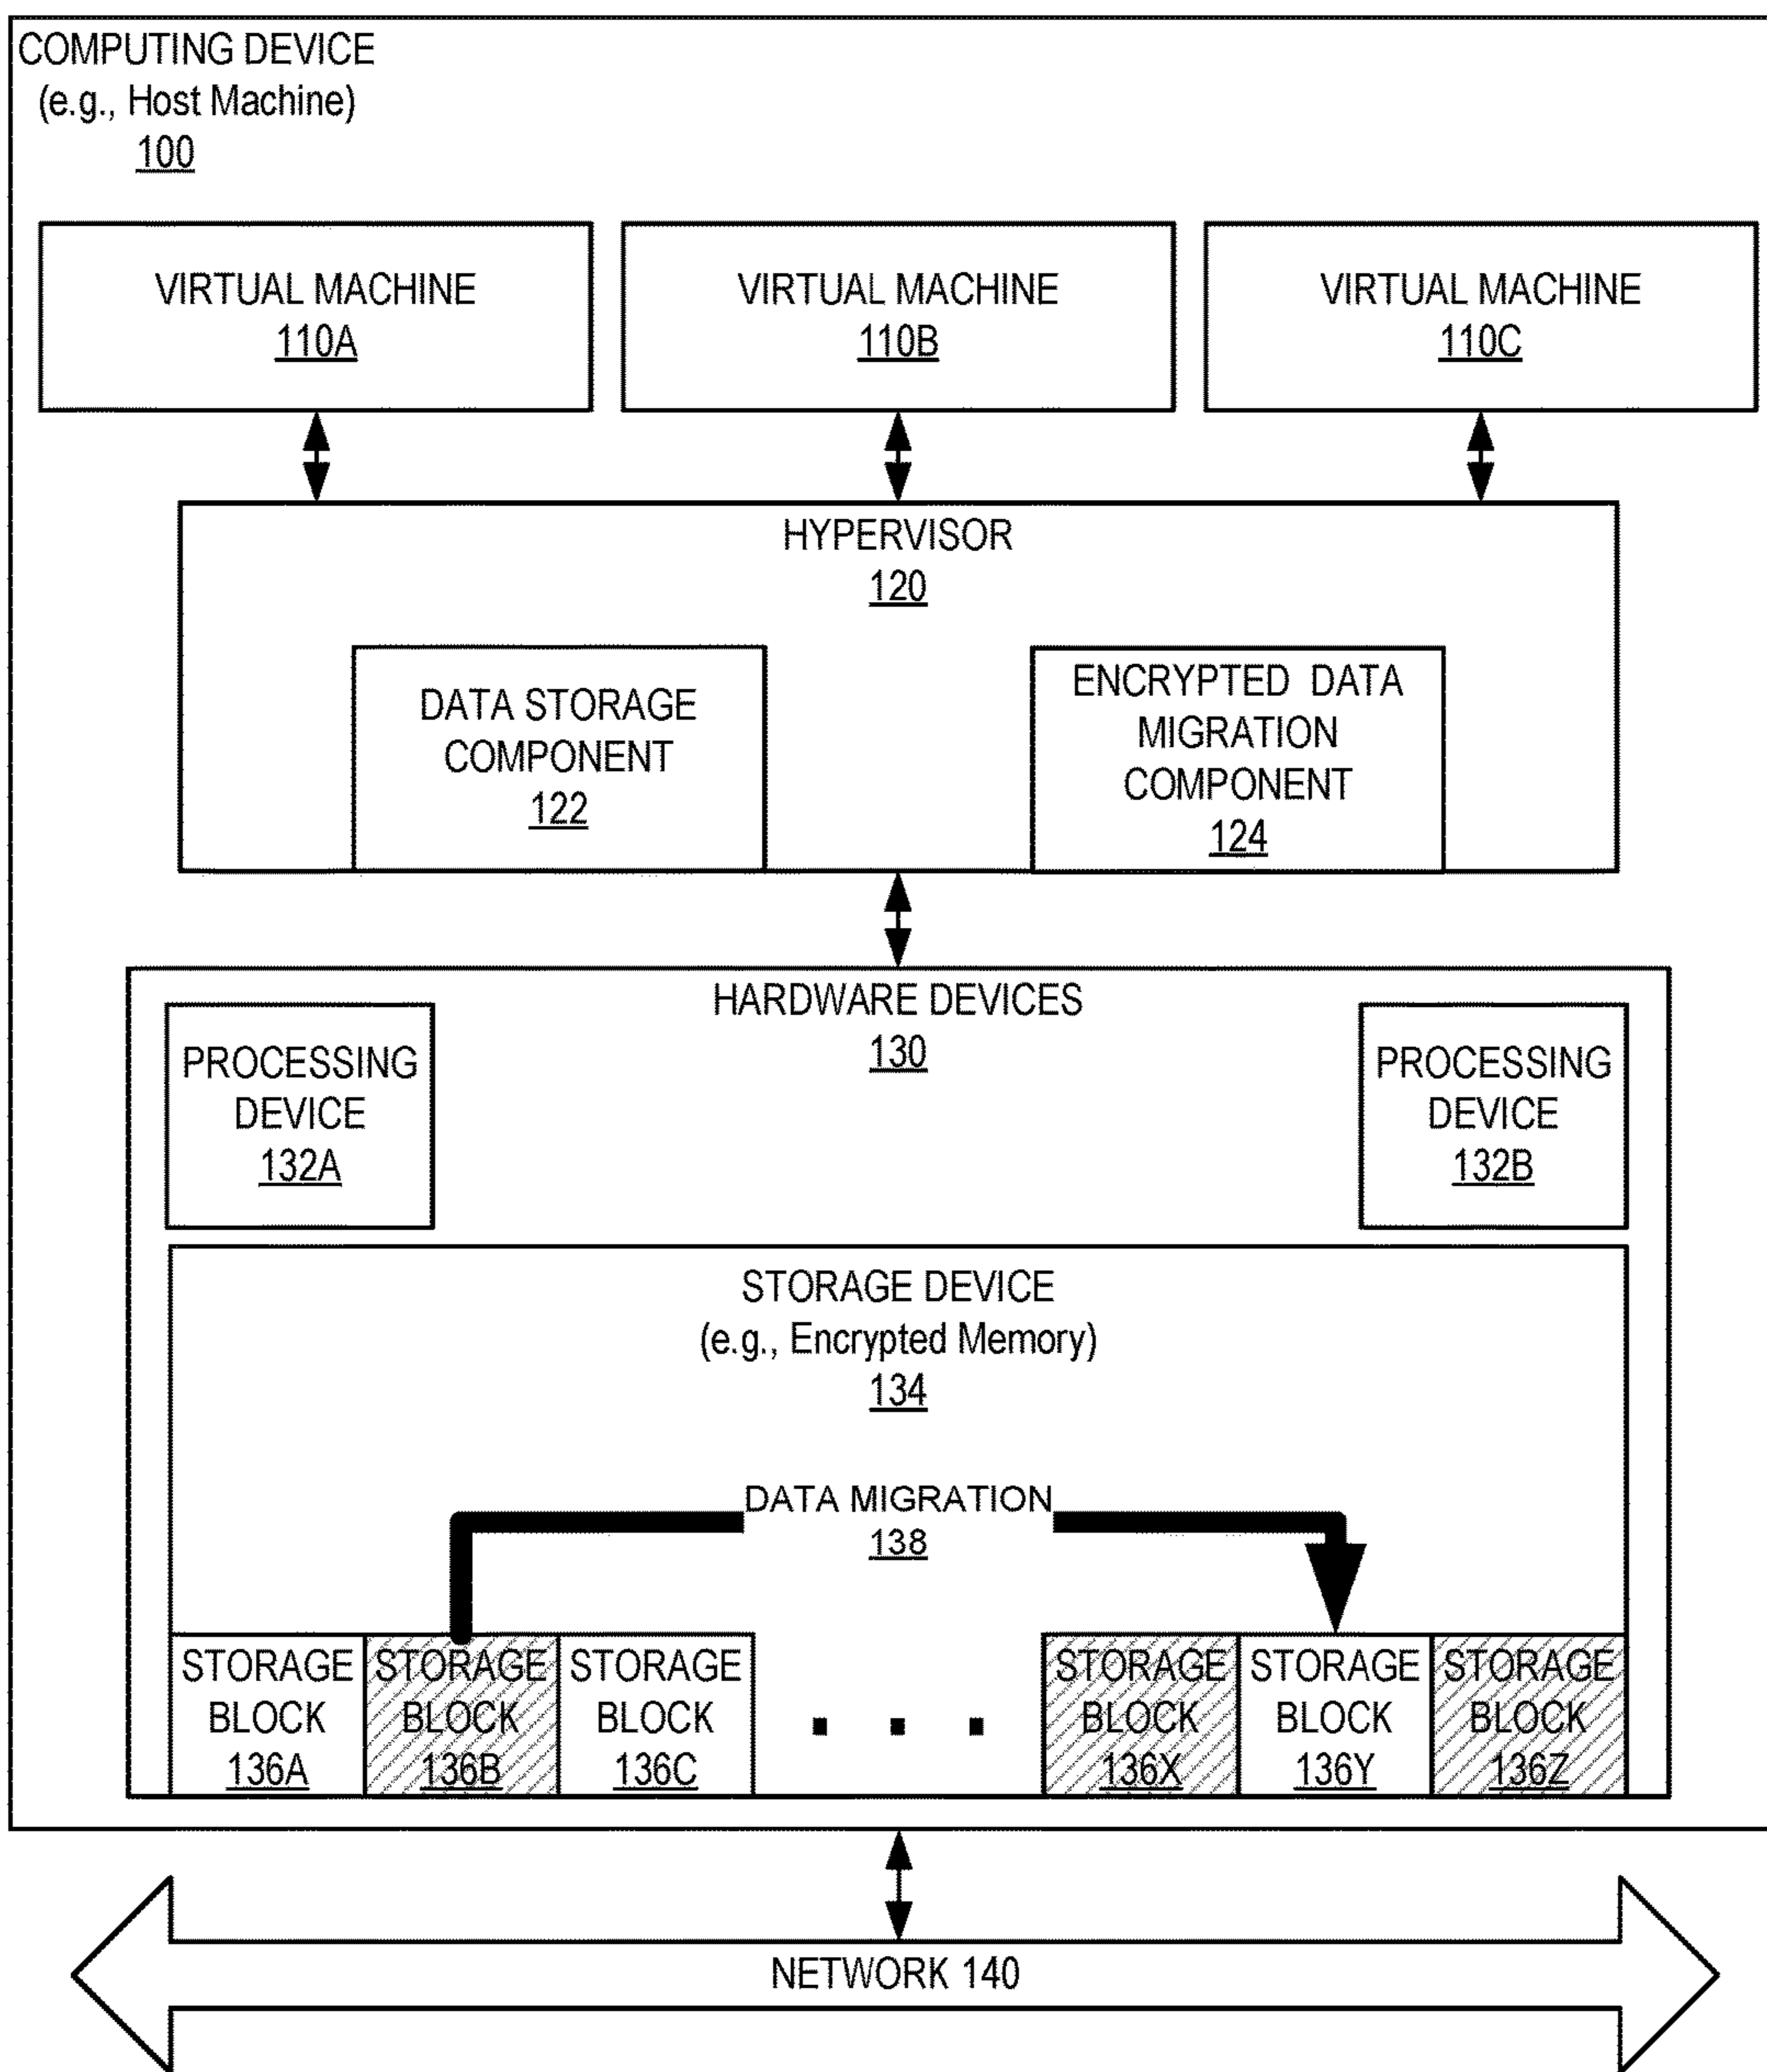 COMPUTING DEVICE
(e.g., Host Machine)
100
VIRTUAL MACHINE
110A
VIRTUAL MACHINE
110B
VIRTUAL MACHINE
110C
HYPERVISOR
120
DATA STORAGE
COMPONENT
122
ENCRYPTED DATA
MIGRATION
COMPONENT
124
HARDWARE DEVICES
130
PROCESSING
DEVICE
132A
PROCESSING
DEVICE
132B
STORAGE DEVICE
(e.g., Encrypted Memory)
134
DATA MIGRATION
138
STORAGE
BLOCK
136A
STORAGE
BLOCK
136B
STORAGE
BLOCK
136C
. . .
STORAGE
BLOCK
136X
STORAGE
BLOCK
136Y
STORAGE
BLOCK
136Z
NETWORK 140